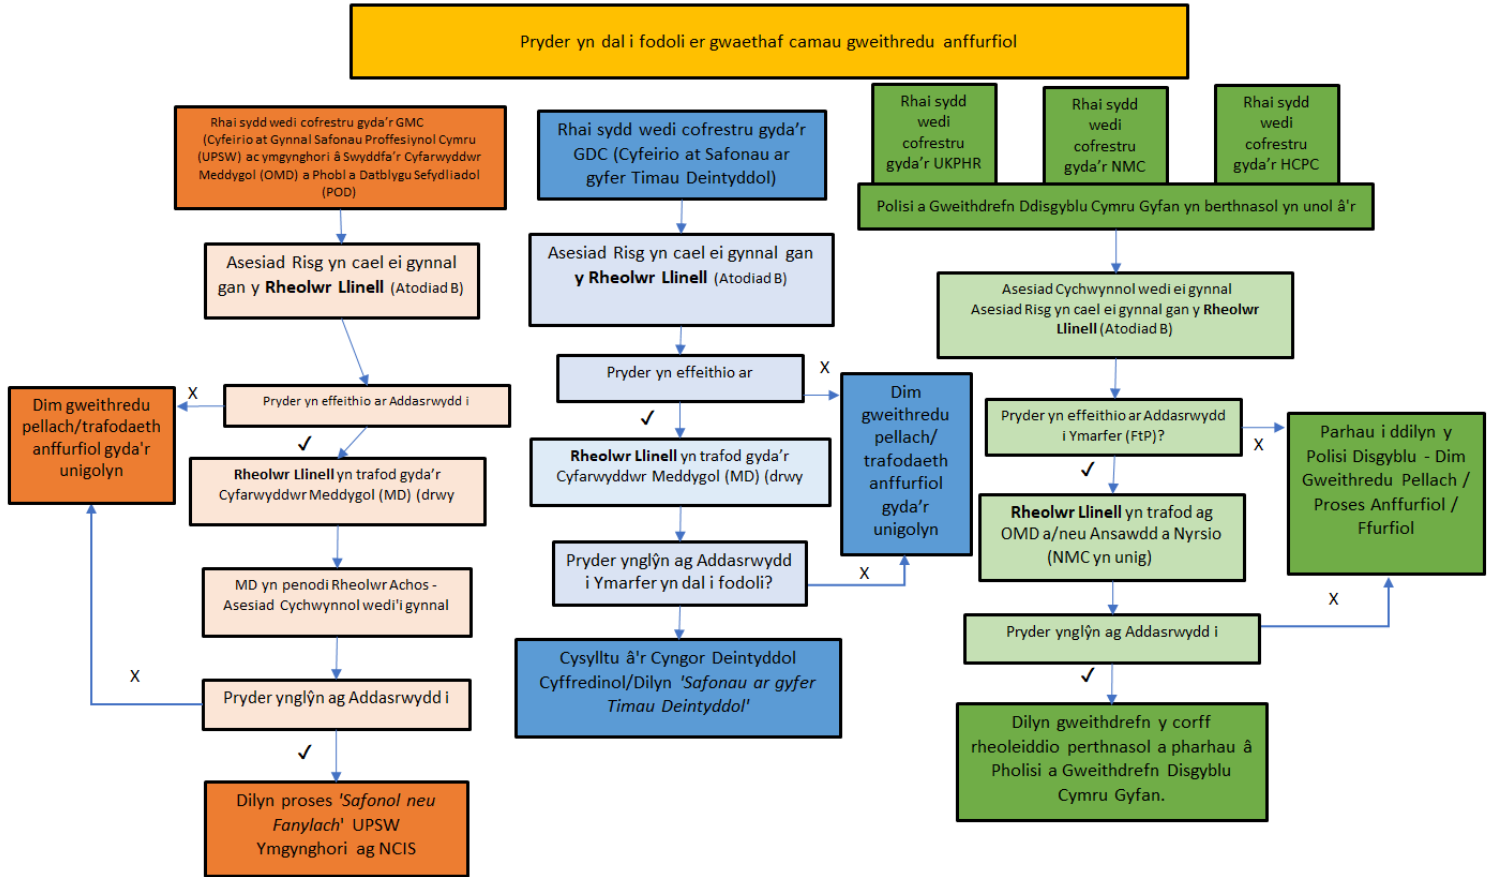 Pryder yn dal i fodoli er gwaethaf camau gweithredu anffurfiol
Rhai sydd wedi cofrestru gyda'r GMC
(Cyfeirio at Gynnal Safonau Proffesiynol Cymru
(UPSW) ac ymgynghori â Swyddfa'r Cyfarwyddwr
Meddygol (OMD) a Phobl a Datblygu Sefydliadol
(POD)
Asesiad Risg yn cael ei gynnal
gan y Rheolwr Llinell (Atodiad B)
Pryder yn effeithio ar Addasrwydd i
X
✓
Dim gweithredu
pellach/trafodaeth
anffurfiol gyda'r
unigolyn
Rheolwr Llinell yn trafod gyda'r
Cyfarwyddwr Meddygol (MD) (drwy
MD yn penodi Rheolwr Achos -
Asesiad Cychwynnol wedi'i gynnal
X
Pryder ynglŷn ag Addasrwydd i
✓
Dilyn proses 'Safonol neu
Fanylach' UPSW
Ymgynghori ag NCIS
Rhai sydd wedi cofrestru gyda'r
GDC (Cyfeirio at Safonau ar
gyfer Timau Deintyddol)
Asesiad Risg yn cael ei gynnal gan
y Rheolwr Llinell (Atodiad B)
Pryder yn effeithio ar
X
✓
Dim
gweithredu
pellach/
trafodaeth
anffurfiol
gyda'r
unigolyn
Rheolwr Llinell yn trafod gyda'r
Cyfarwyddwr Meddygol (MD) (drwy
Pryder ynglŷn ag Addasrwydd
i Ymarfer yn dal i fodoli?
X
Cysylltu â'r Cyngor Deintyddol
Cyffredinol/Dilyn 'Safonau ar gyfer
Timau Deintyddol'
Rhai sydd
wedi
cofrestru
gyda'r UKPHR
Rhai sydd
wedi
cofrestru
gyda'r NMC
Rhai sydd
wedi
cofrestru
gyda'r HCPC
Polisi a Gweithdrefn Ddisgyblu Cymru Gyfan yn berthnasol yn unol â'r
Asesiad Cychwynnol wedi ei gynnal
Asesiad Risg yn cael ei gynnal gan y Rheolwr
Llinell (Atodiad B)
Pryder yn effeithio ar Addasrwydd
i Ymarfer (FtP)?
X
✓
Parhau i ddilyn y
Polisi Disgyblu - Dim
Gweithredu Pellach /
Proses Anffurfiol /
Ffurfiol
Rheolwr Llinell yn trafod ag
OMD a/neu Ansawdd a Nyrsio
(NMC yn unig)
X
Pryder ynglŷn ag Addasrwydd i
✓
Dilyn gweithdrefn y corff
rheoleiddio perthnasol a pharhau â
Pholisi a Gweithdrefn Disgyblu
Cymru Gyfan.